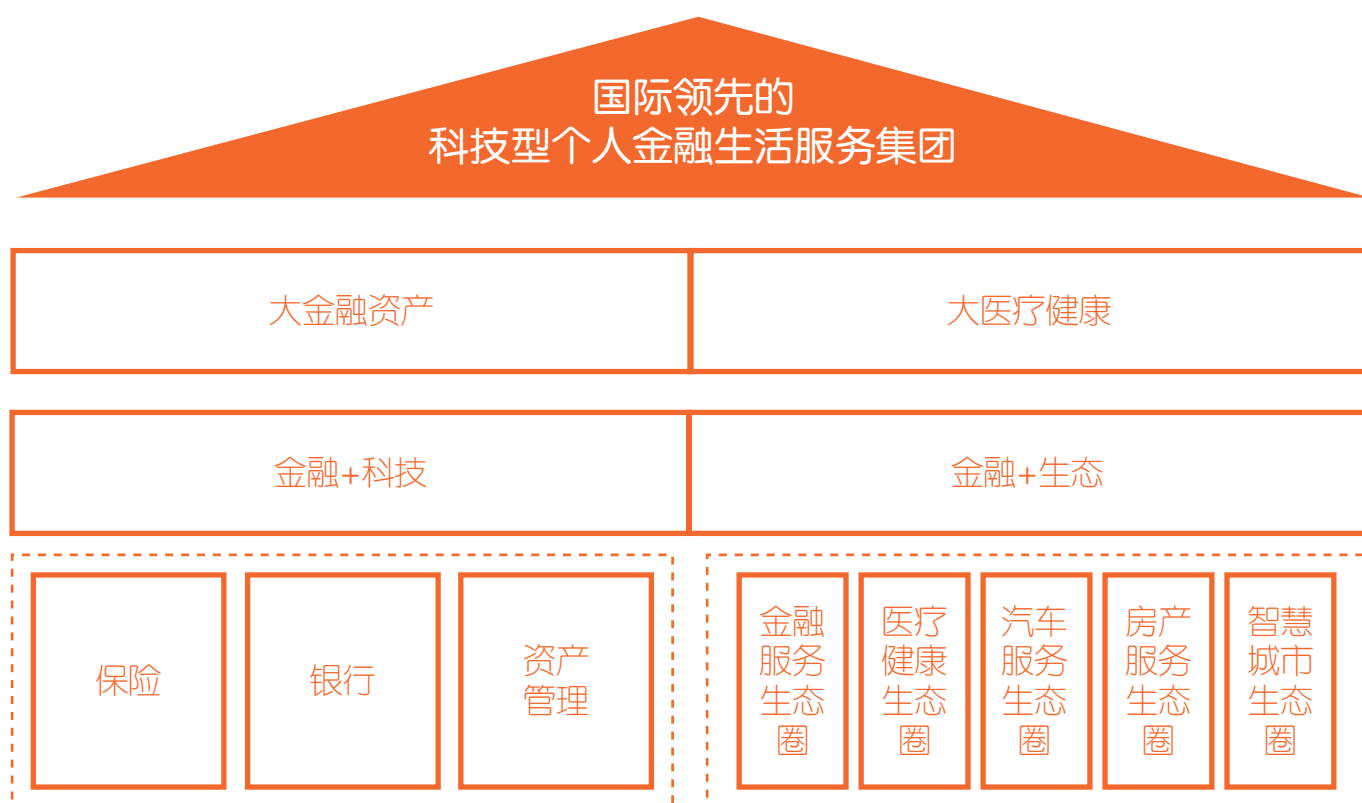 国际领先的
科技型个人金融生活服务集团
大金融资产
大医疗健康
金融+科技
金融+生态
保险
银行
资产
管理
金融
服务
生态
圈
医疗
健康
生态
圈
汽车
服务
生态
圈
房产
服务
生态
圈
智慧
城市
生态
圈